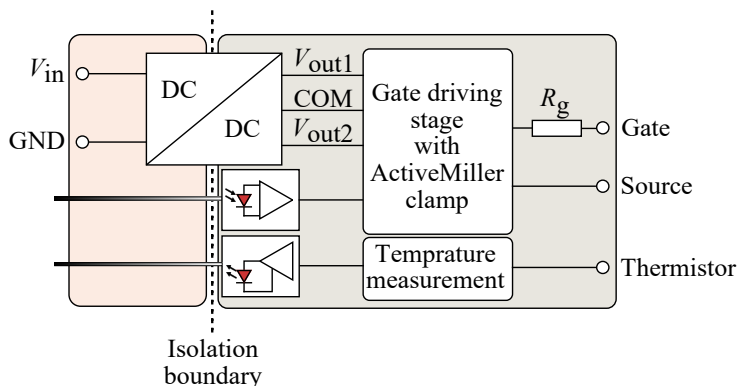 Vin
GND
DC
DC
Vout1
COM
Vout2
Gate driving
stage
with
ActiveMiller
clamp
Rg
Gate
Source
Temprature
measurement
Thermistor
Isolation
boundary